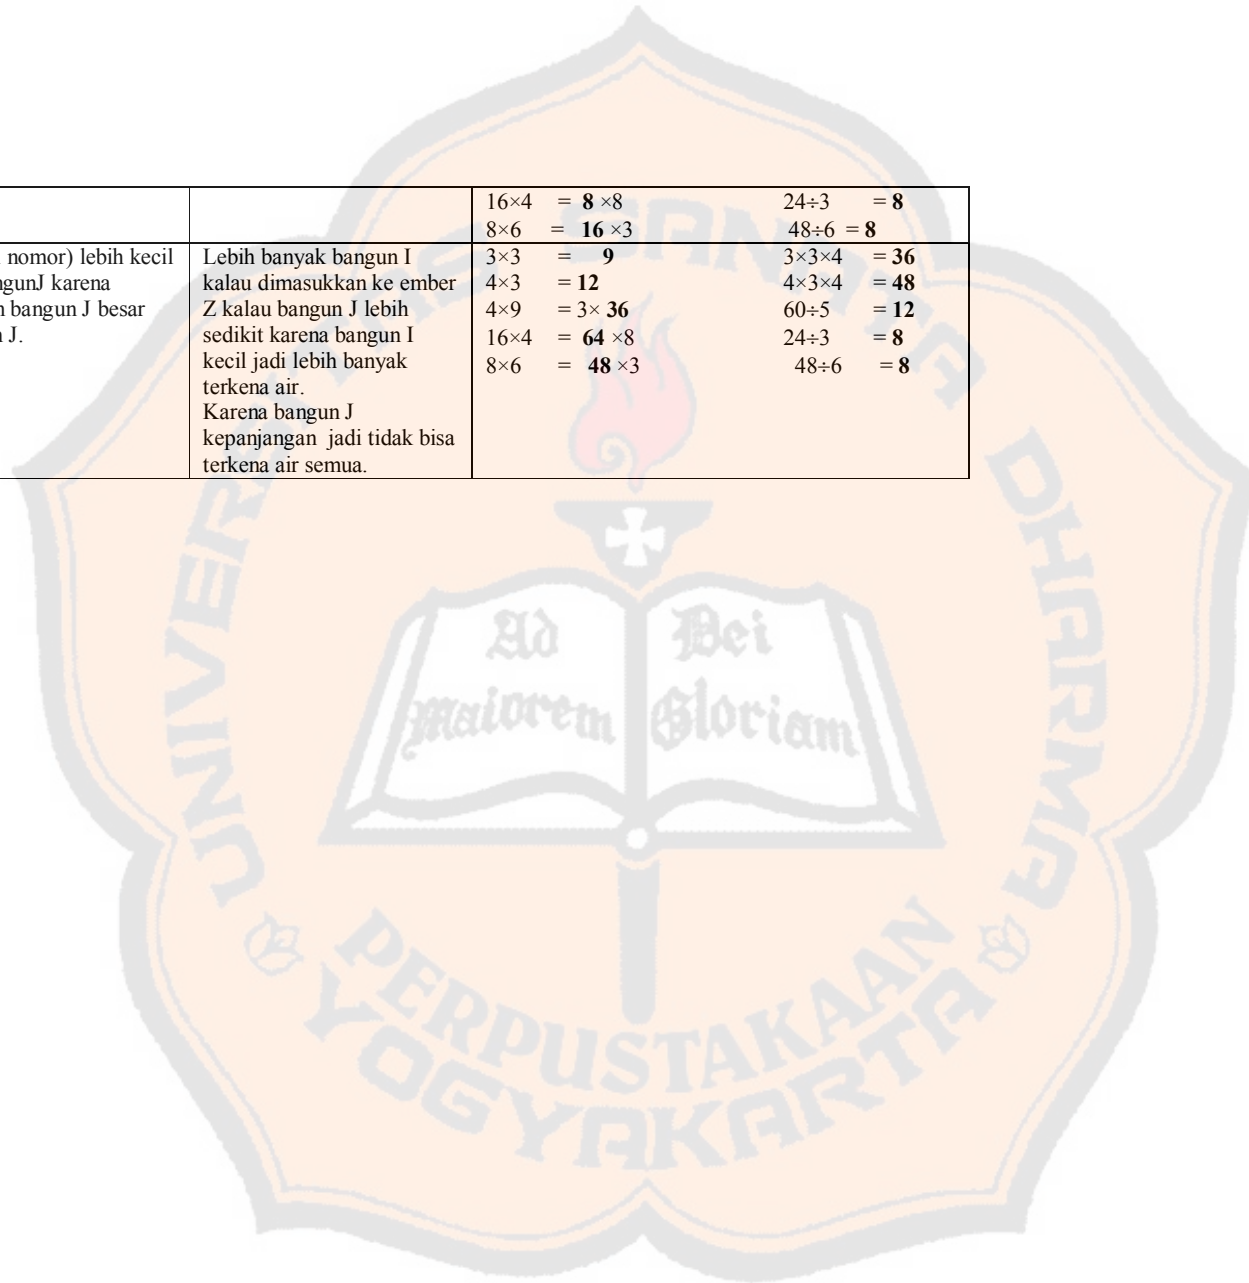 16×4 = 8 ×8 24÷3 = 8
8×6 = 16 ×3 48÷6 = 8
nomor) lebih kecil
gunJ karena
bangun J besar
J.
Lebih banyak bangun I
kalau dimasukkan ke ember
Z kalau bangun J lebih
sedikit karena bangun I
kecil jadi lebih banyak
terkena air.
Karena bangun J
kepanjangan jadi tidak bisa
terkena air semua.
3×3 = 9 3×3×4 = 36
4×3 = 12 4×3×4 = 48
4×9 = 3× 36 60÷5 = 12
16×4 = 64 ×8 24÷3 = 8
8×6 = 48 ×3 48÷6 = 8
UNIVERSITAS SANATA DHARMA
Ad Dei
Maiorem Gloriam
PERPUSTAKAAN
YOGYAKARTA